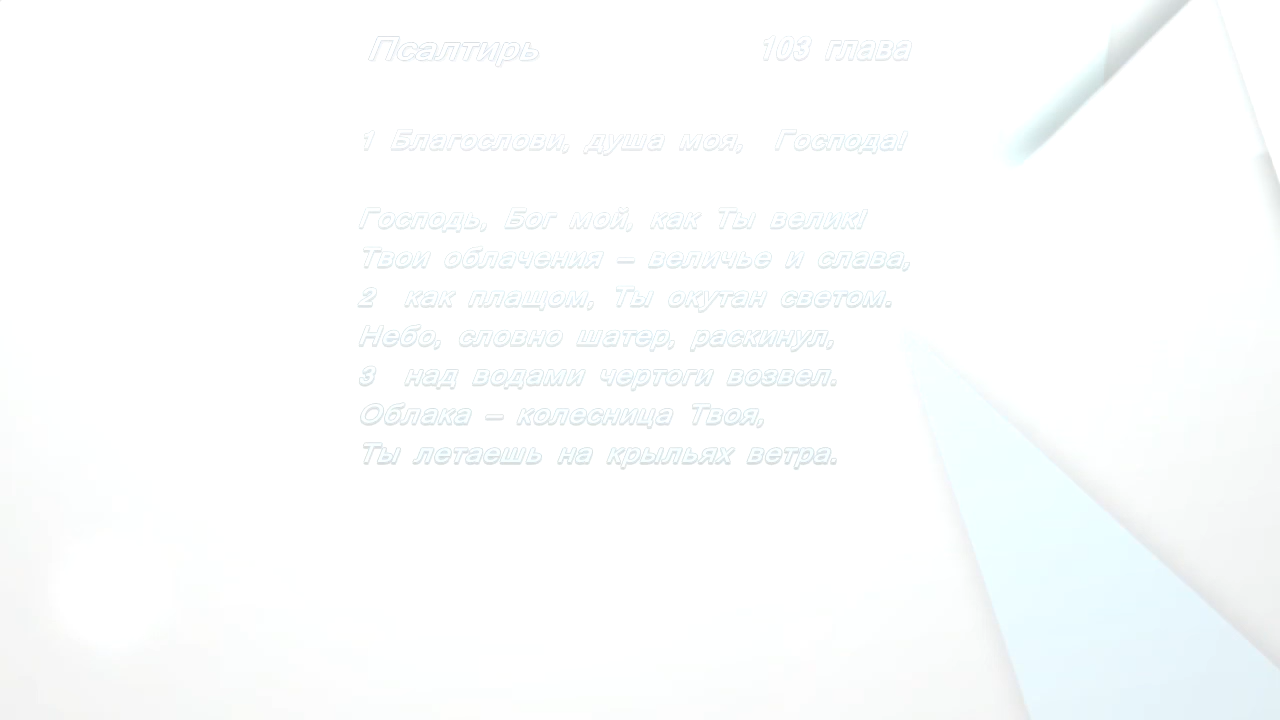 Псалтирь 103 глава
1 Благослови, душа моя, Господа!
Господь, Бог мой, как Ты велик!
Твои облачения – величье и слава,
2 как плащом, Ты окутан светом.
Небо, словно шатер, раскинул,
3 над водами чертоги возвел.
Облака – колесница Твоя,
Ты летаешь на крыльях ветра.